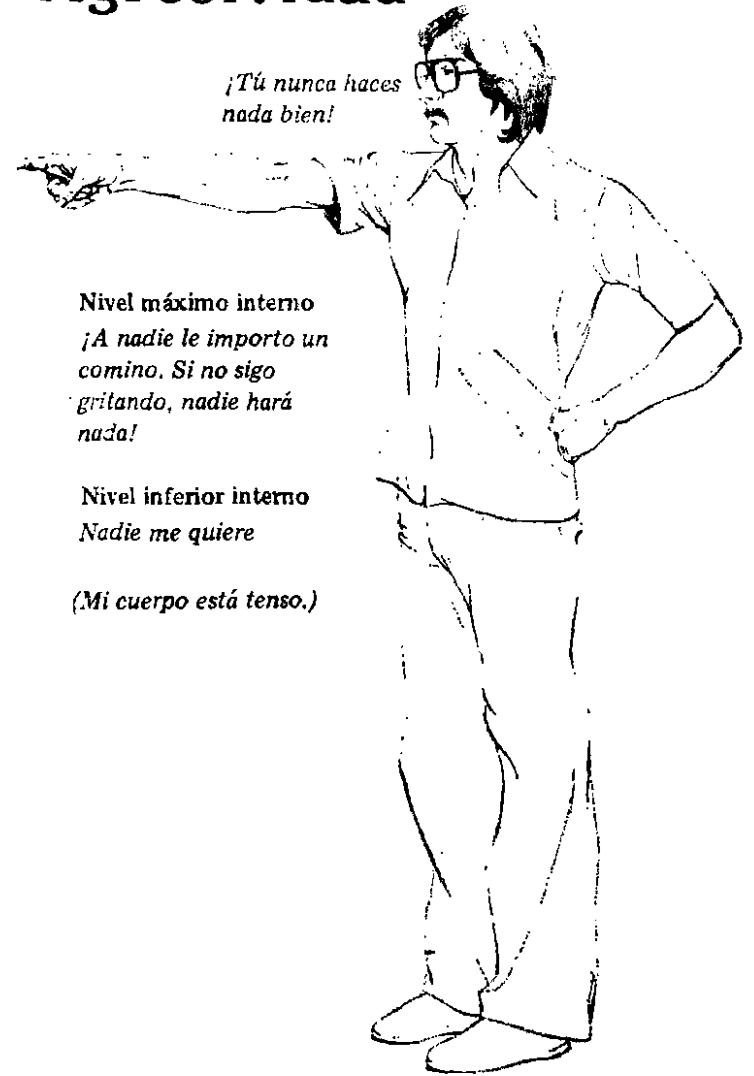 ¡Tú nunca haces
nada bien!
Nivel máximo interno
¡A nadie le importo un
comino. Si no sigo
gritando, nadie hará
nada!
Nivel inferior interno
Nadie me quiere
(Mi cuerpo está tenso.)